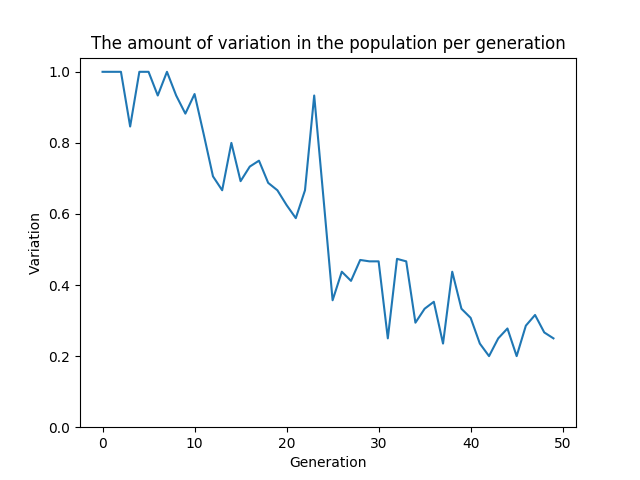 The amount of variation in the population per generation
1.0
0.8
0.6
0.4
0.2
0.0
Variation
0 10 20 30 40 50
Generation